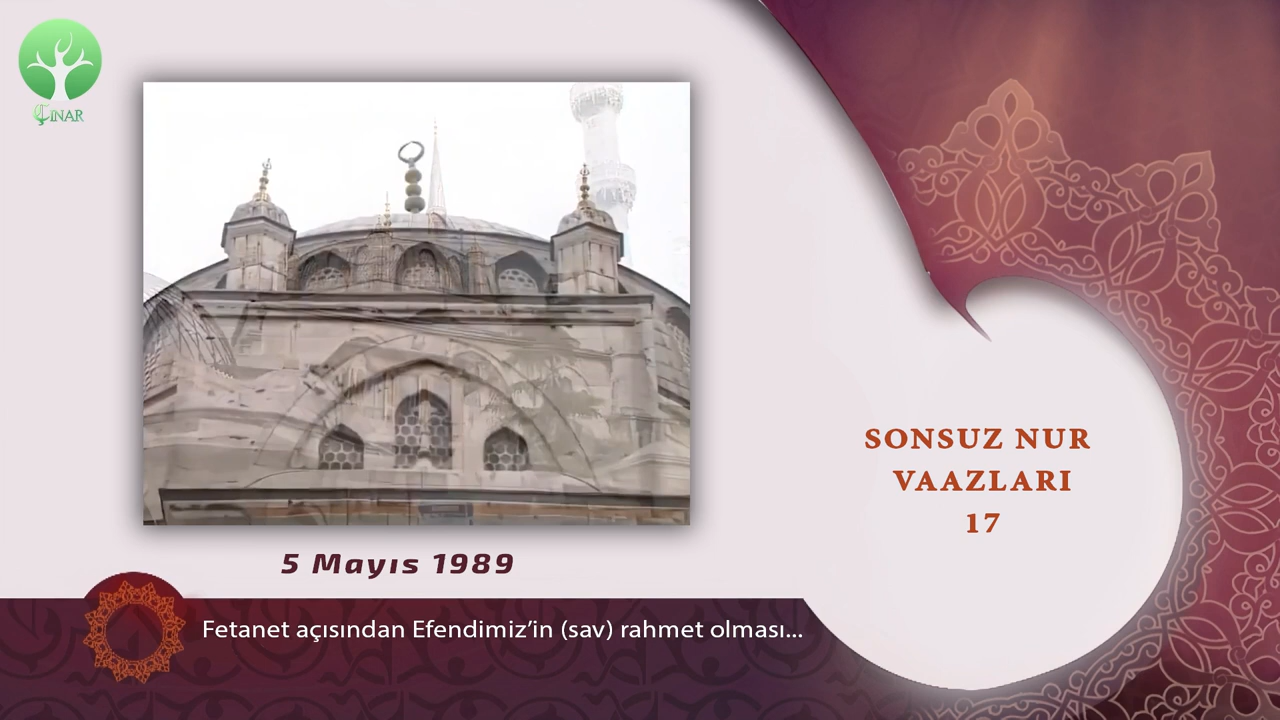 ÇINAR
SONSUZ NUR
VAAZLARI
17
5 Mayıs 1989
Fetanet açısından Efendimiz’in (sav) rahmet olması...